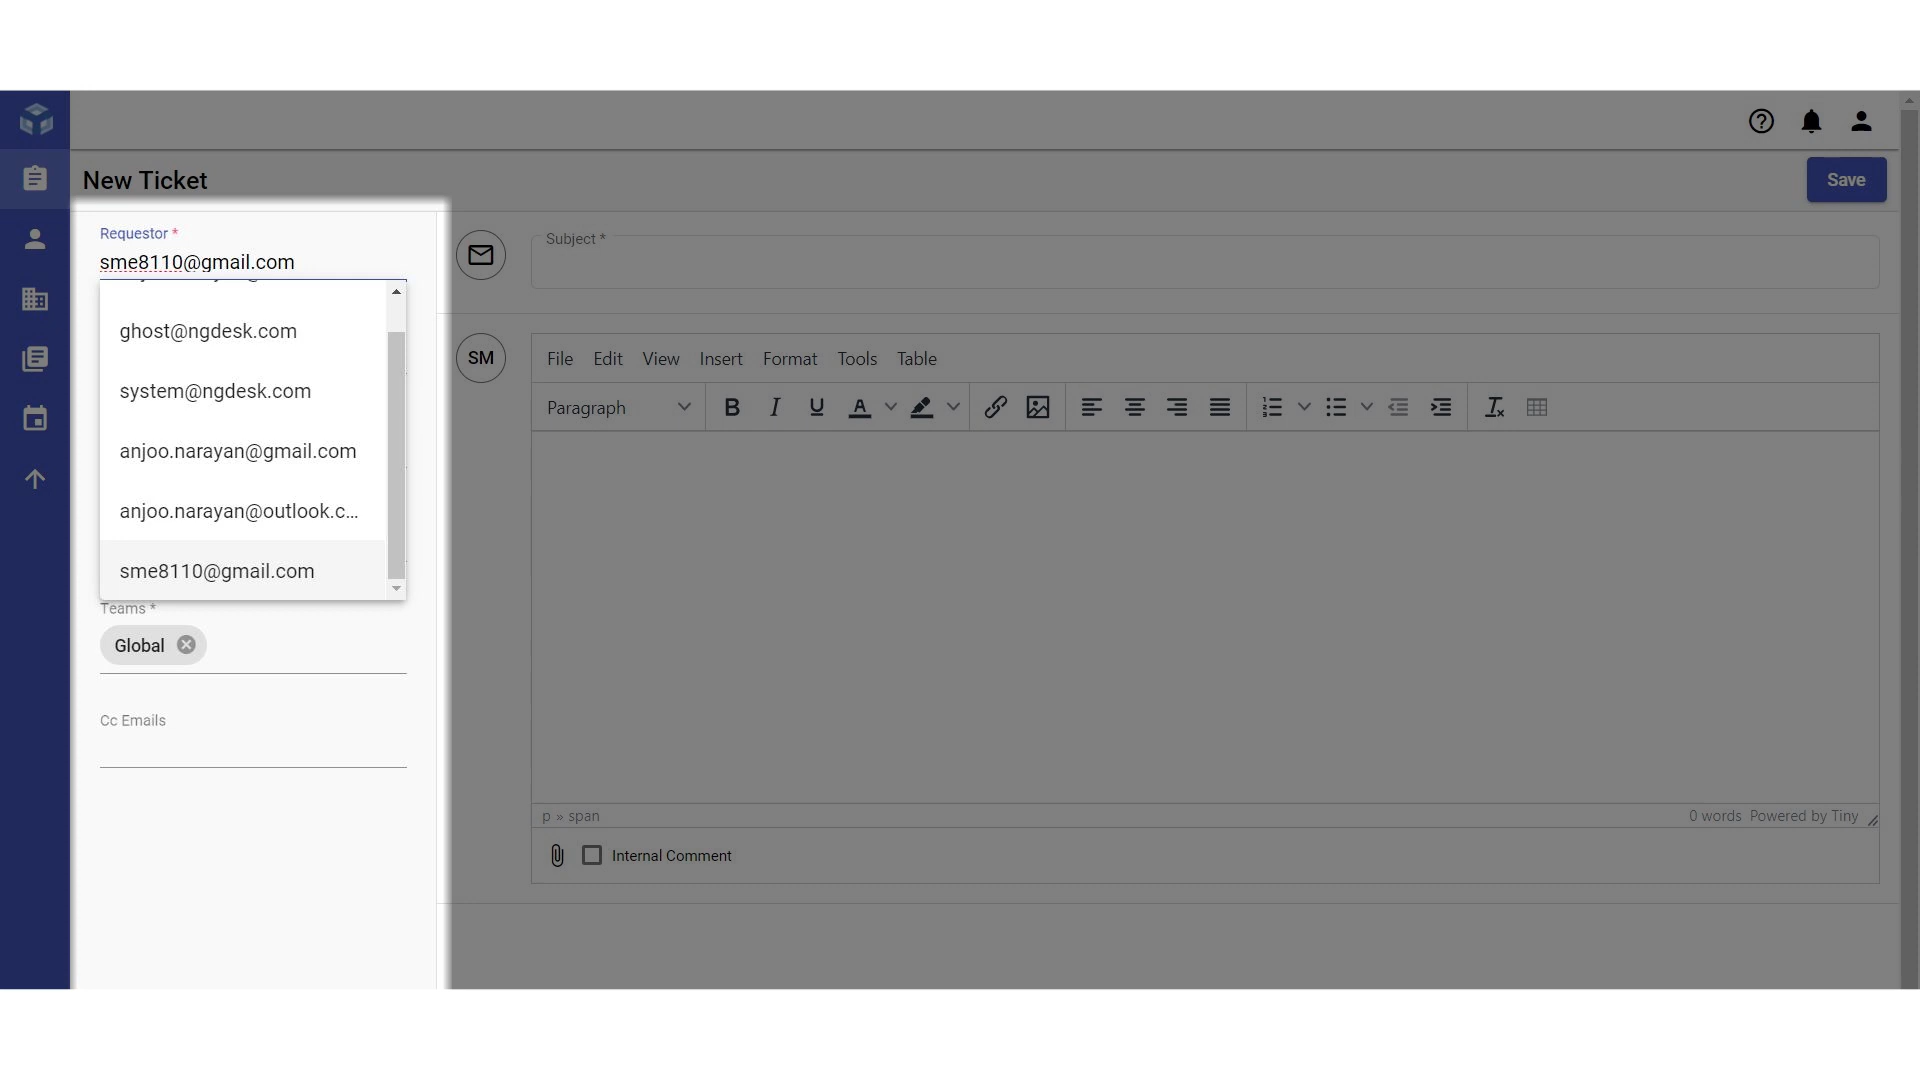 New Ticket
Save
Requestor *
sme8110@gmail.com
ghost@ngdesk.com
system@ngdesk.com
anjoo.narayan@gmail.com
anjoo.narayan@outlook.c...
sme8110@gmail.com
Teams *
Global
Cc Emails
Subject *
SM
File Edit View Insert Format Tools Table
Paragraph
p » span
0 words Powered by Tiny
Internal Comment